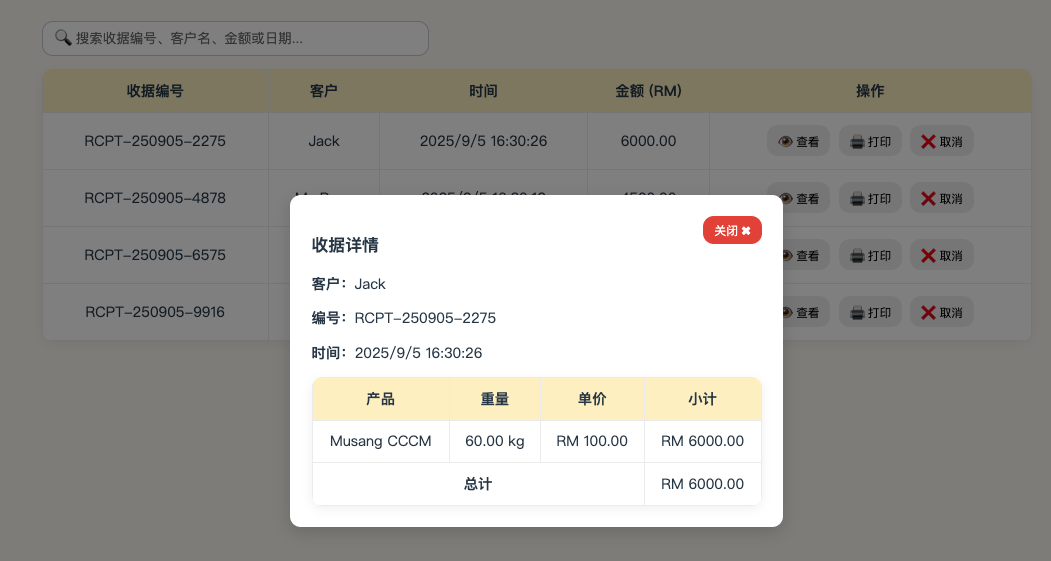 搜索收据编号、客户名、金额或日期...
收据编号 客户 时间 金额 (RM) 操作
RCPT-250905-2275 Jack 2025/9/5 16:30:26 6000.00 查看 打印 取消
RCPT-250905-4878 查看 打印 取消
RCPT-250905-6575 查看 打印 取消
RCPT-250905-9916 查看 打印 取消
关闭 ✖
收据详情
客户： Jack
编号： RCPT-250905-2275
时间： 2025/9/5 16:30:26
产品 重量 单价 小计
Musang CCCM 60.00 kg RM 100.00 RM 6000.00
总计 RM 6000.00